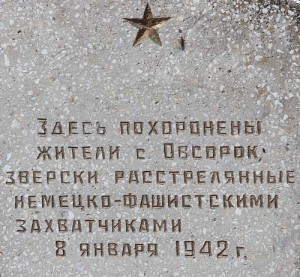 Здесь похоронены
жители с. Обсорок,
зверски расстрелянные
немецко-фашистскими
захватчиками
8 января 1942 г.